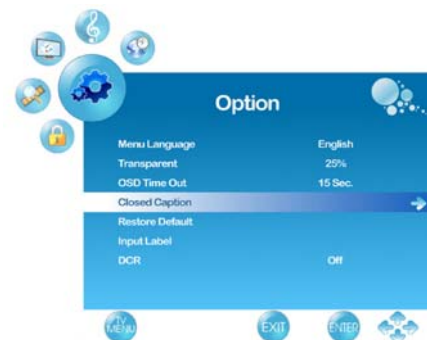 Option
Menu Language English
Transparent 25%
OSD Time Out 15 Sec.
Closed Caption
Restore Default
Input Label
DCR Off
TV MENU EXIT ENTER